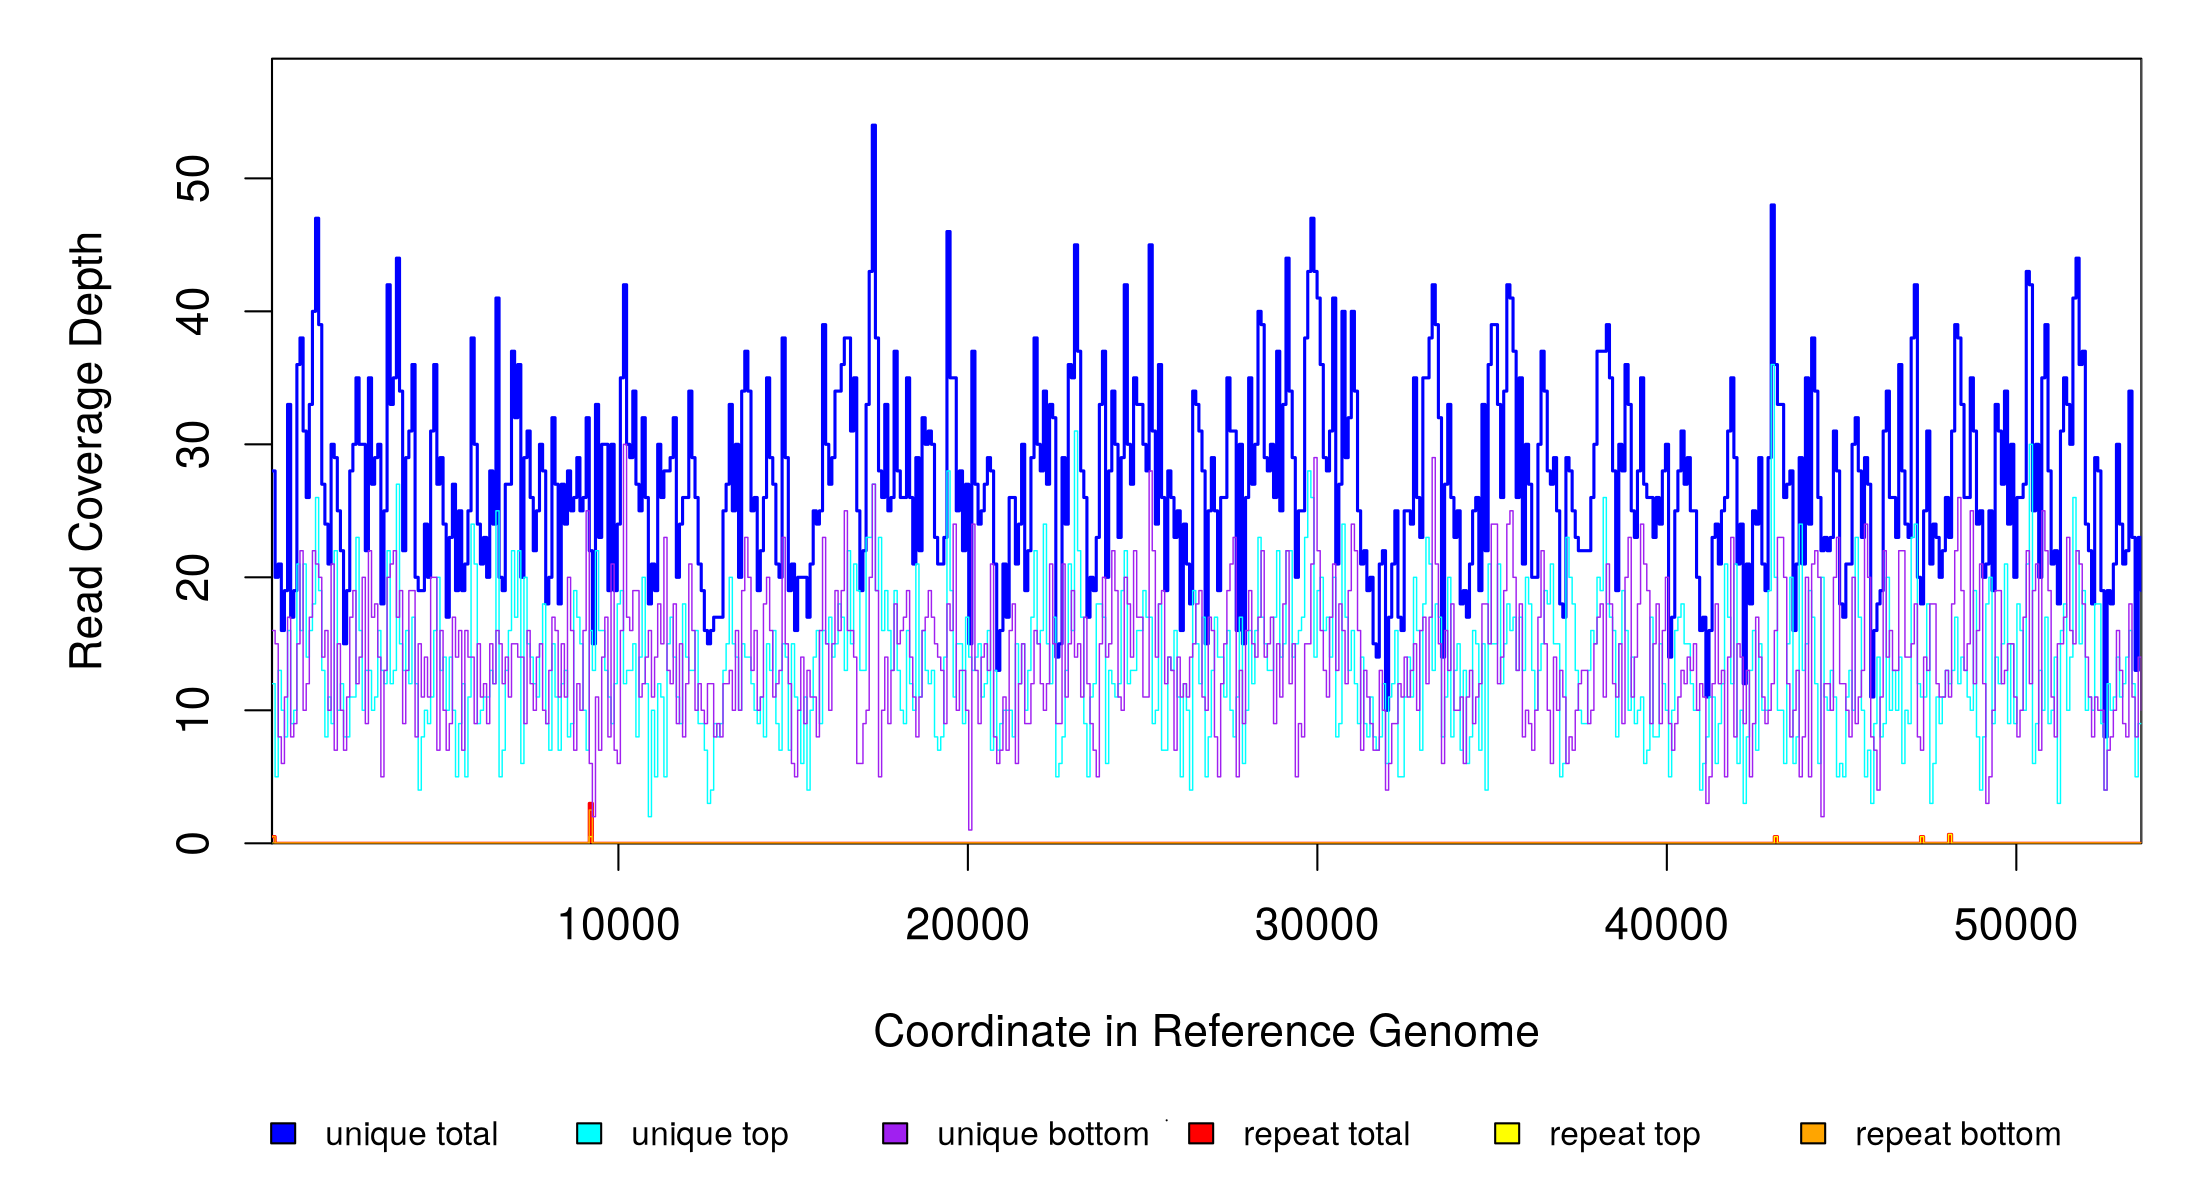 Read Coverage Depth
50
40
30
20
10
0
10000 20000 30000 40000 50000
Coordinate in Reference Genome
unique total unique top unique bottom repeat total repeat top repeat bottom